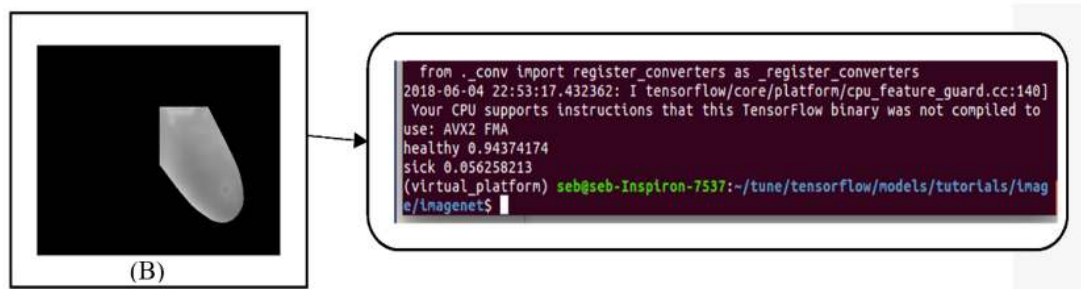 from ._conv import register_converters as _register_converters
2018-06-04 22:53:17.432362: I tensorflow/core/platform/cpu_feature_guard.cc:140]
Your CPU supports instructions that this TensorFlow binary was not compiled to
use: AVX2 FMA
healthy 0.94374174
sick 0.056258213
(virtual_platform) seb@seb-Inspiron-7537:~/tune/tensorflow/models/tutorials/imag
e/imagenet$
(B)